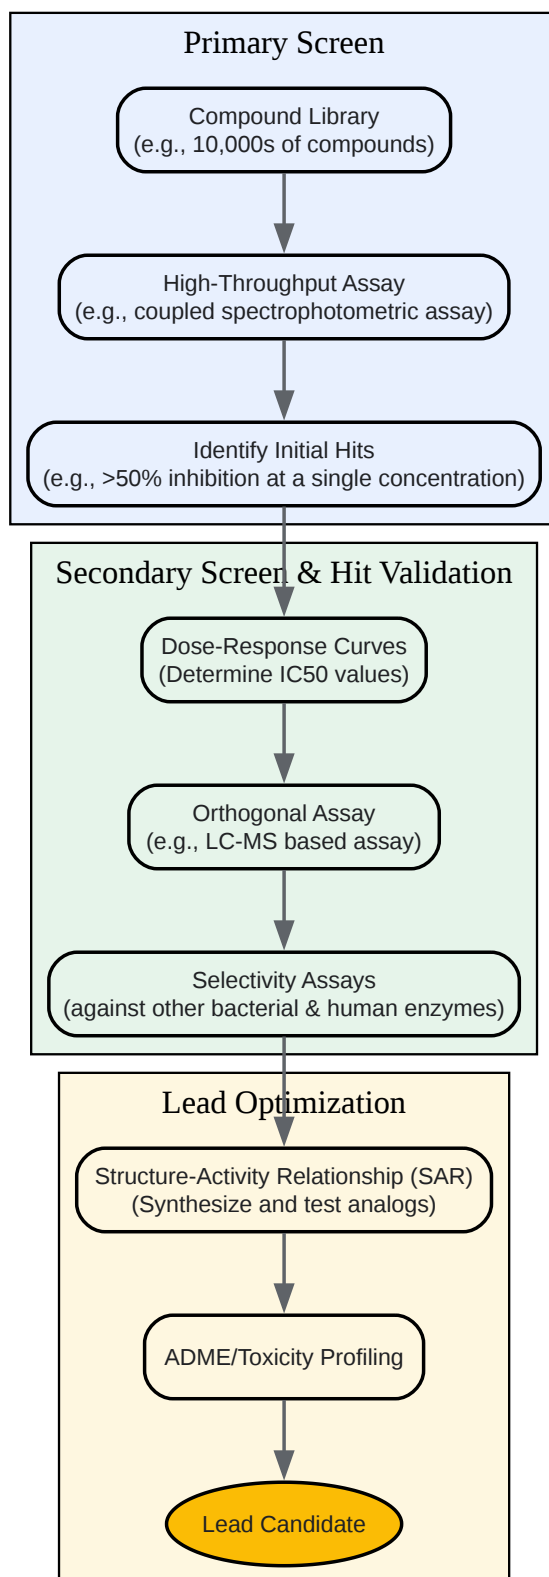 Primary Screen
Compound Library
(e.g., 10,000s of compounds)
High-Throughput Assay
(e.g., coupled spectrophotometric assay)
Identify Initial Hits
(e.g., >50% inhibition at a single concentration)
Secondary Screen & Hit Validation
Dose-Response Curves
(Determine IC50 values)
Orthogonal Assay
(e.g., LC-MS based assay)
Selectivity Assays
(against other bacterial & human enzymes)
Lead Optimization
Structure-Activity Relationship (SAR)
(Synthesize and test analogs)
ADME/Toxicity Profiling
Lead Candidate